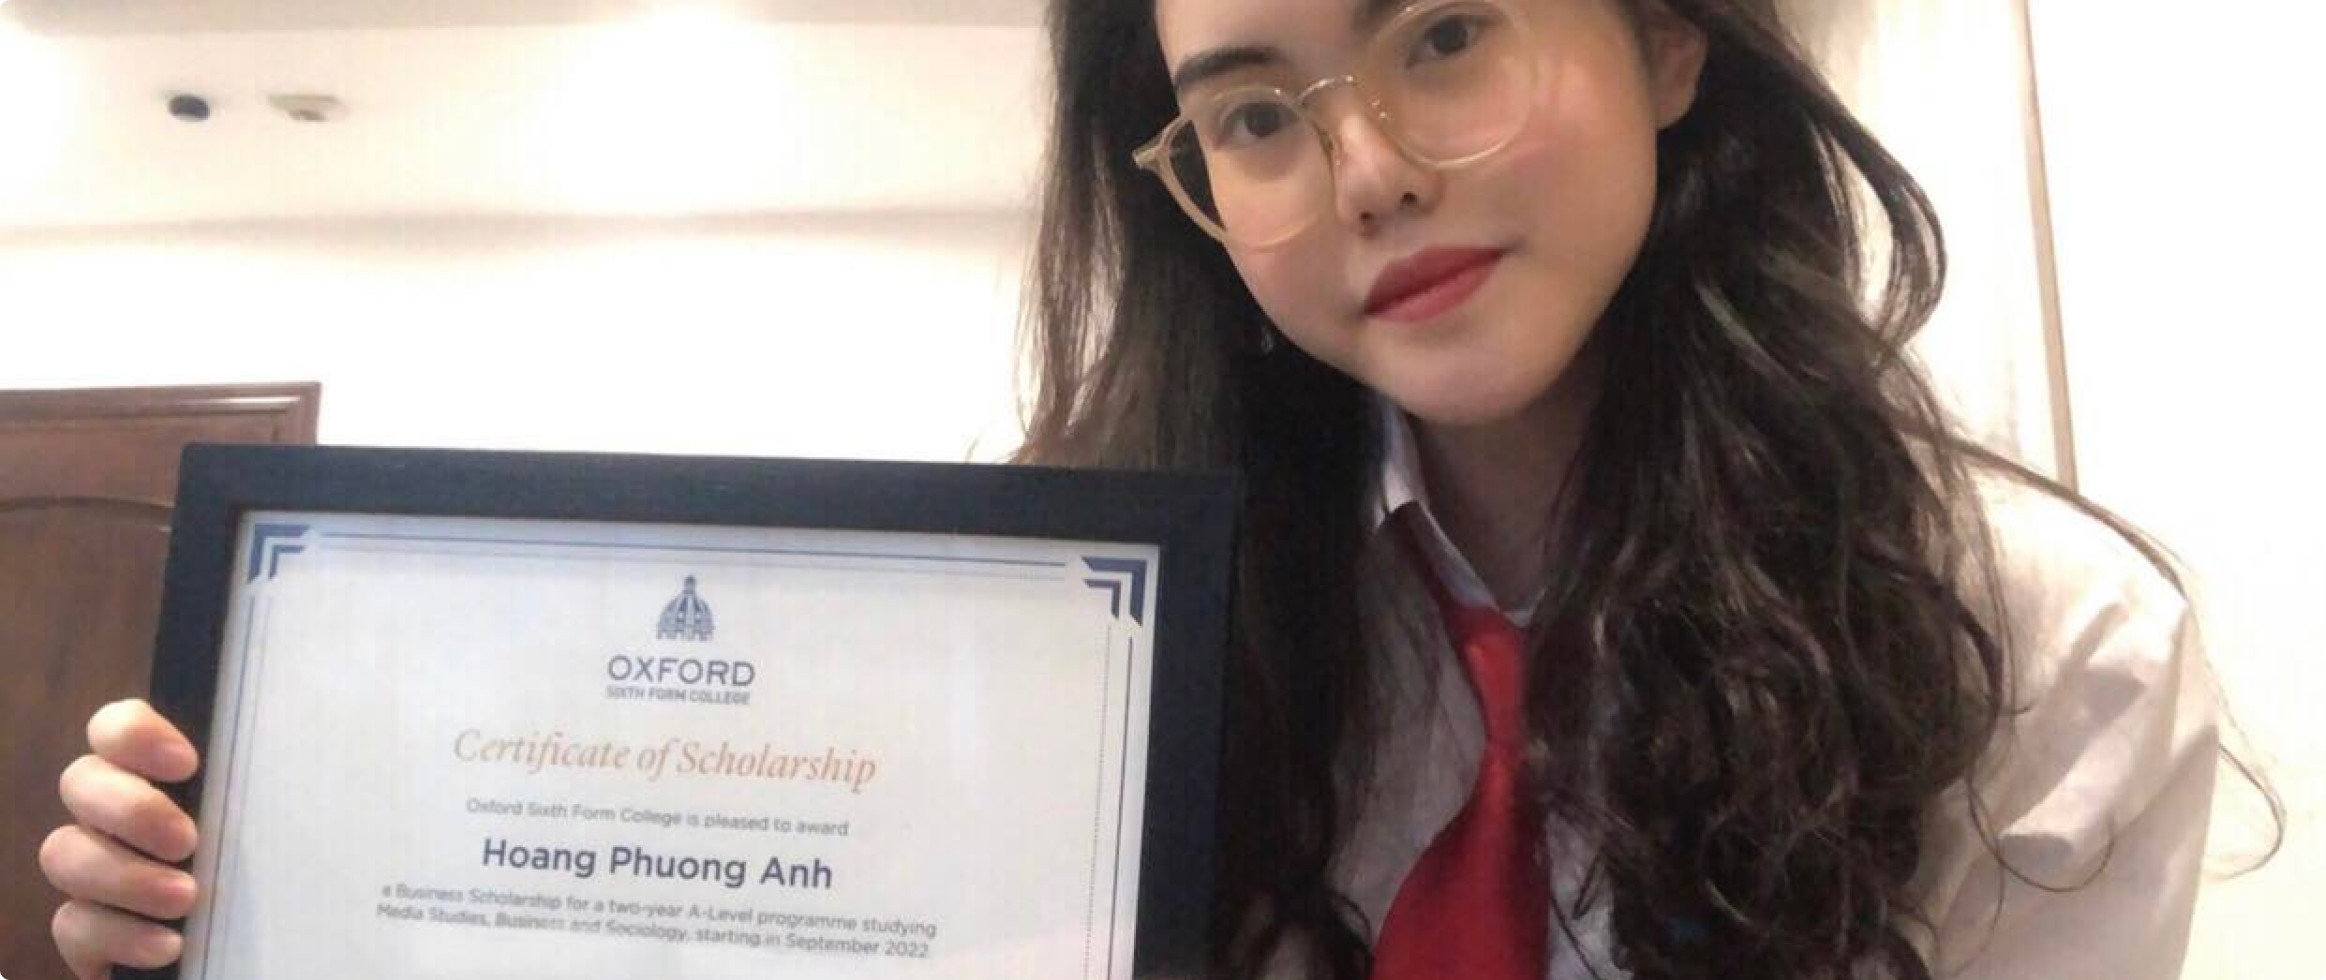 OXFORD
SIXTH FORM COLLEGE
Certificate of Scholarship
Oxford Sixth Form College is pleased to award
Hoang Phuong Anh
a Business Scholarship for a two-year A-Level programme studying
Media Studies, Business and Sociology, starting in September 2022